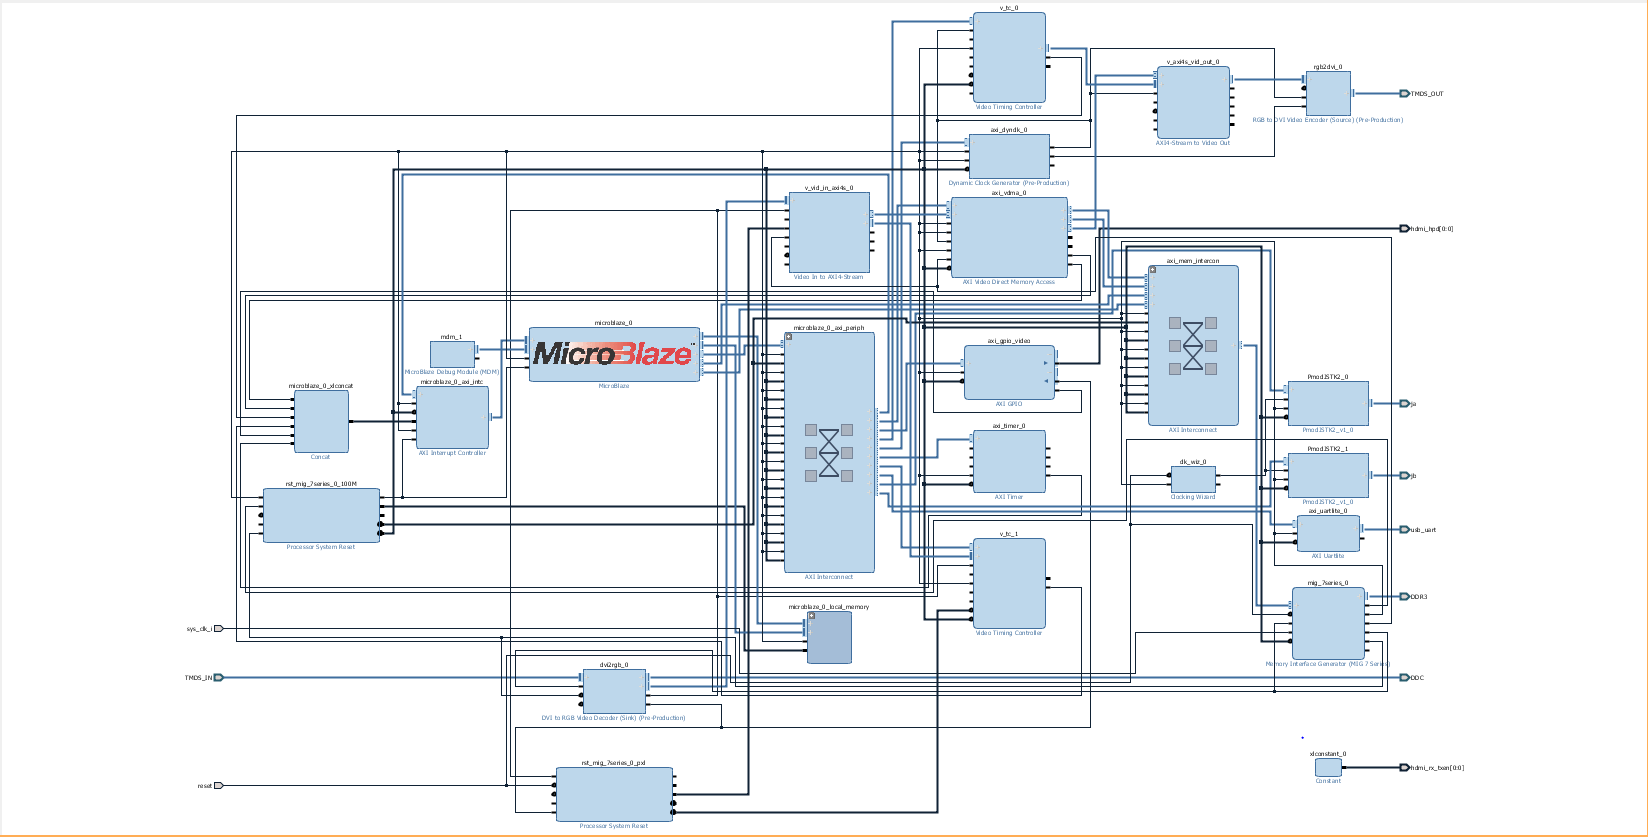 v_tc_0
Video Timing Controller
v_axi4s_vid_out_0
AXI4-Stream to Video Out
rgb2dvi_0
RGB to DVI Video Encoder (Source) (Pre-Production)
TMDS_OUT
axi_dynclk_0
Dynamic Clock Generator (Pre-Production)
v_vid_in_axi4s_0
Video In to AXI4-Stream
axi_vdma_0
AXI Video Direct Memory Access
hdmi_hpd[0:0]
axi_mem_intercon
AXI Interconnect
mdm_1
MicroBlaze Debug Module (MDM)
microblaze_0
MicroBlaze
MicroBlaze
microblaze_0_axi_periph
AXI Interconnect
axi_gpio_video
AXI GPIO
microblaze_0_xlconcat
Concat
microblaze_0_axi_intc
AXI Interrupt Controller
PmodJSTK2_0
PmodJSTK2_v1_0
ja
axi_timer_0
AXI Timer
clk_wiz_0
Clocking Wizard
PmodJSTK2_1
PmodJSTK2_v1_0
jb
rst_mig_7series_0_100M
Processor System Reset
axi_uartlite_0
AXI Uartlite
usb_uart
v_tc_1
Video Timing Controller
mig_7series_0
Memory Interface Generator (MIG 7 Series)
DDR3
microblaze_0_local_memory
sys_clk_i
TMDS_IN
dvi2rgb_0
DVI to RGB Video Decoder (Sink) (Pre-Production)
DDC
reset
rst_mig_7series_0_pxl
Processor System Reset
xlconstant_0
Constant
hdmi_rx_txen[0:0]